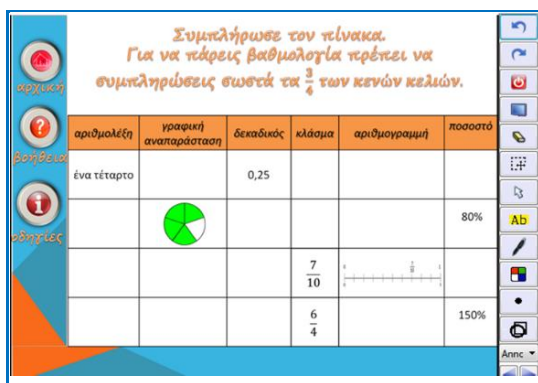 Συμπλήρωσε τον πίνακα.
Για να πάρεις βαθμολογία πρέπει να
συμπληρώσεις σωστά τα 3/4 των κενών κελιών.
αρχική
βοήθεια
οδηγίες
αριθμολέξη γραφική αναπαράσταση δεκαδικός κλάσμα αριθμογραμμή ποσοστό
ένα τέταρτο 0,25
80%
7/10
6/4 150%
Ab
Annc